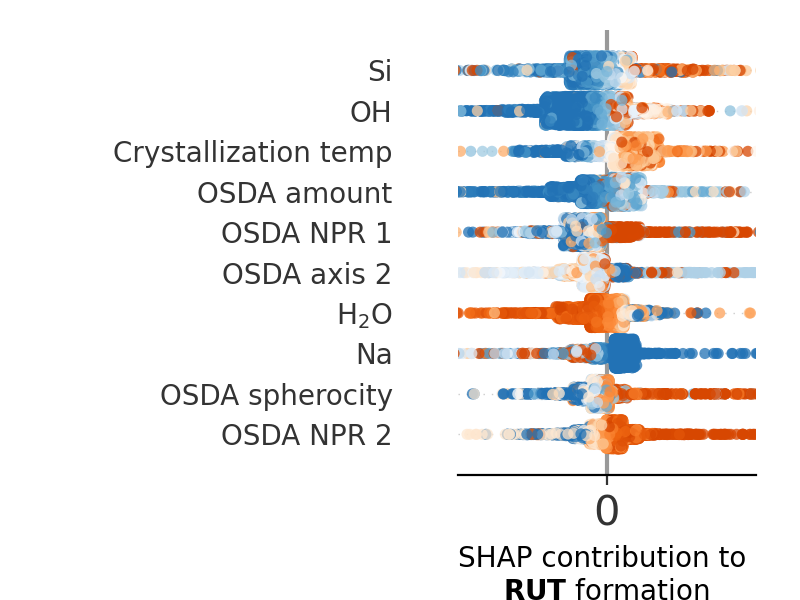 Si
OH
Crystallization temp
OSDA amount
OSDA NPR 1
OSDA axis 2
H₂O
Na
OSDA spherocity
OSDA NPR 2
0
SHAP contribution to
RUT formation